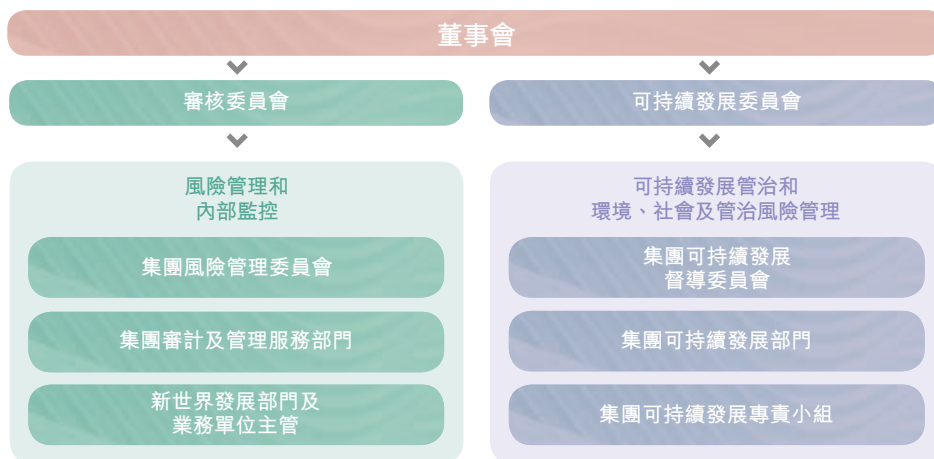 董事會
審核委員會
可持續發展委員會
風險管理和
內部監控
集團風險管理委員會
集團審計及管理服務部門
新世界發展部門及
業務單位主管
可持續發展管治和
環境、社會及管治風險管理
集團可持續發展
督導委員會
集團可持續發展部門
集團可持續發展專責小組